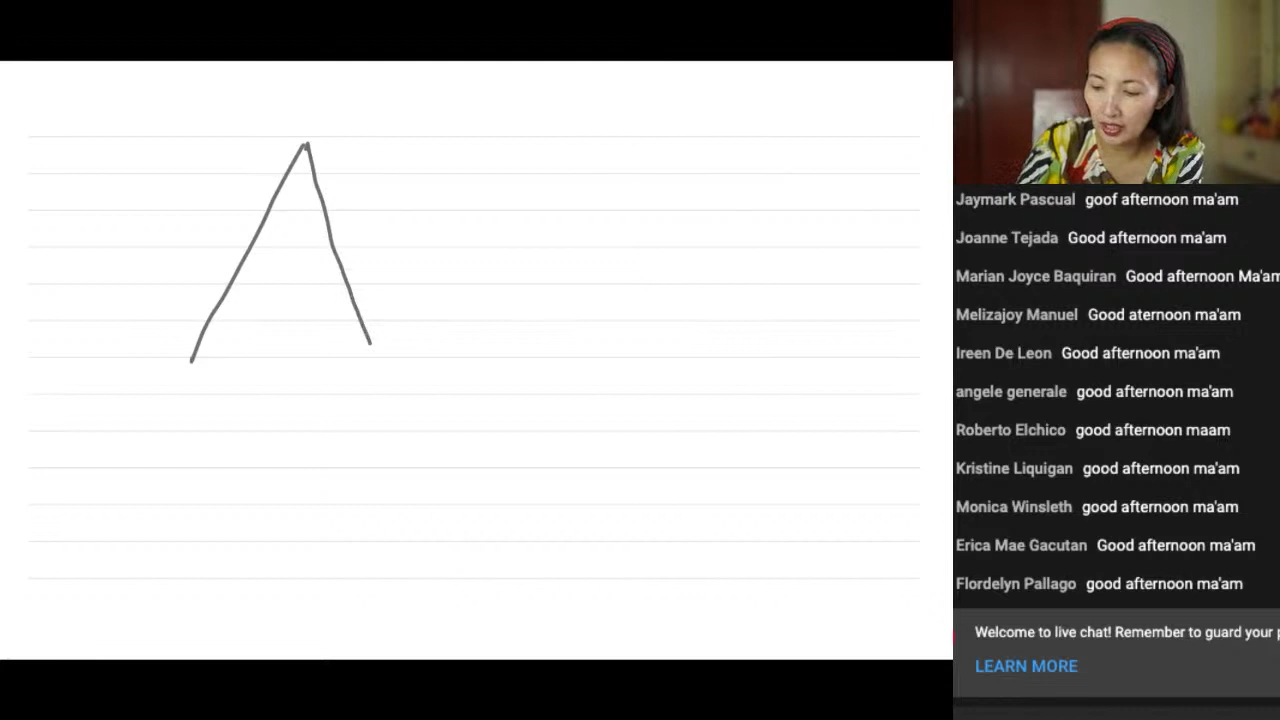 Jaymark Pascual goof afternoon ma'am
Joanne Tejada Good afternoon ma'am
Marian Joyce Baquiran Good afternoon Ma'am
Melizajoy Manuel Good aternoon ma'am
Ireen De Leon Good afternoon ma'am
angele generale good afternoon ma'am
Roberto Elchico good afternoon maam
Kristine Liquigan good afternoon ma'am
Monica Winsleth good afternoon ma'am
Erica Mae Gacutan Good afternoon ma'am
Flordelyn Pallago good afternoon ma'am
Welcome to live chat! Remember to guard your
LEARN MORE